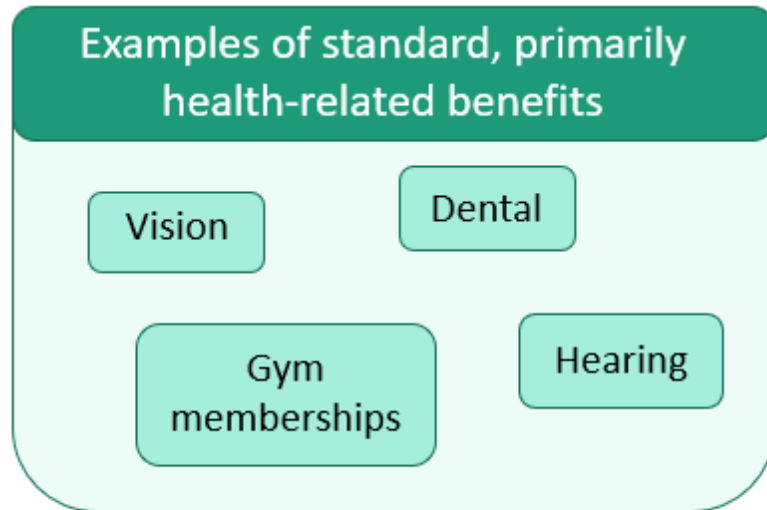 Examples of standard, primarily
health-related benefits
Vision
Dental
Gym
memberships
Hearing